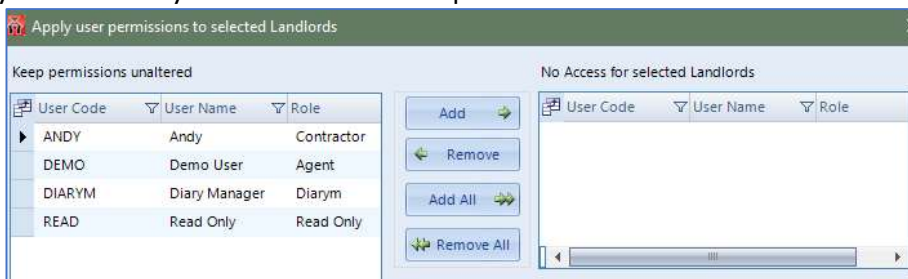 Apply user permissions to selected Landlords
Keep permissions unaltered
No Access for selected Landlords
User Code User Name Role
ANDY Andy Contractor
DEMO Demo User Agent
DIARYM Diary Manager Diarym
READ Read Only Read Only
Add
Remove
Add All
Remove All
User Code User Name Role